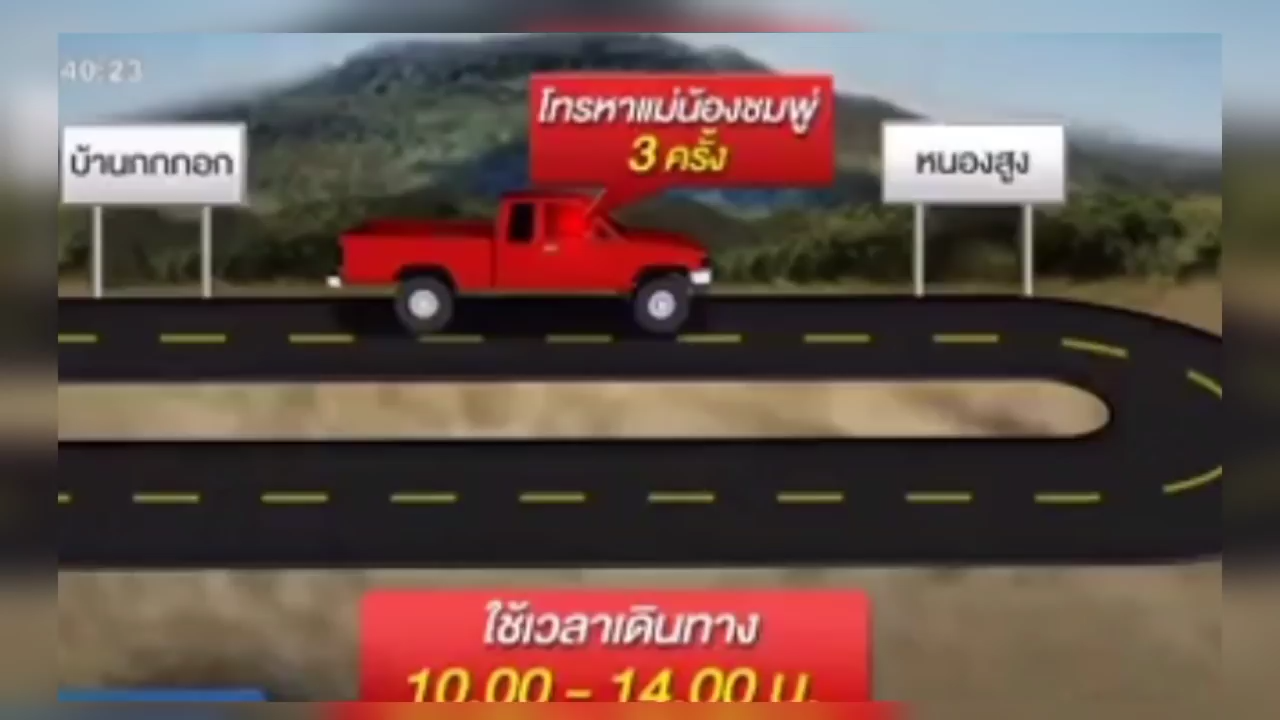 40:23
โทรหาแม่น้องชมพู่
3 ครั้ง
บ้านกกกอก
หนองสูง
ใช้เวลาเดินทาง
10.00 - 14.00 น.